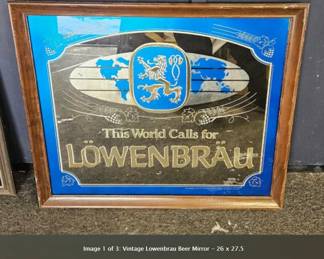 This World Calls for
LÖWENBRÄU
Image 1 of 3: Vintage Lowenbrau Beer Mirror – 26 x 27.5